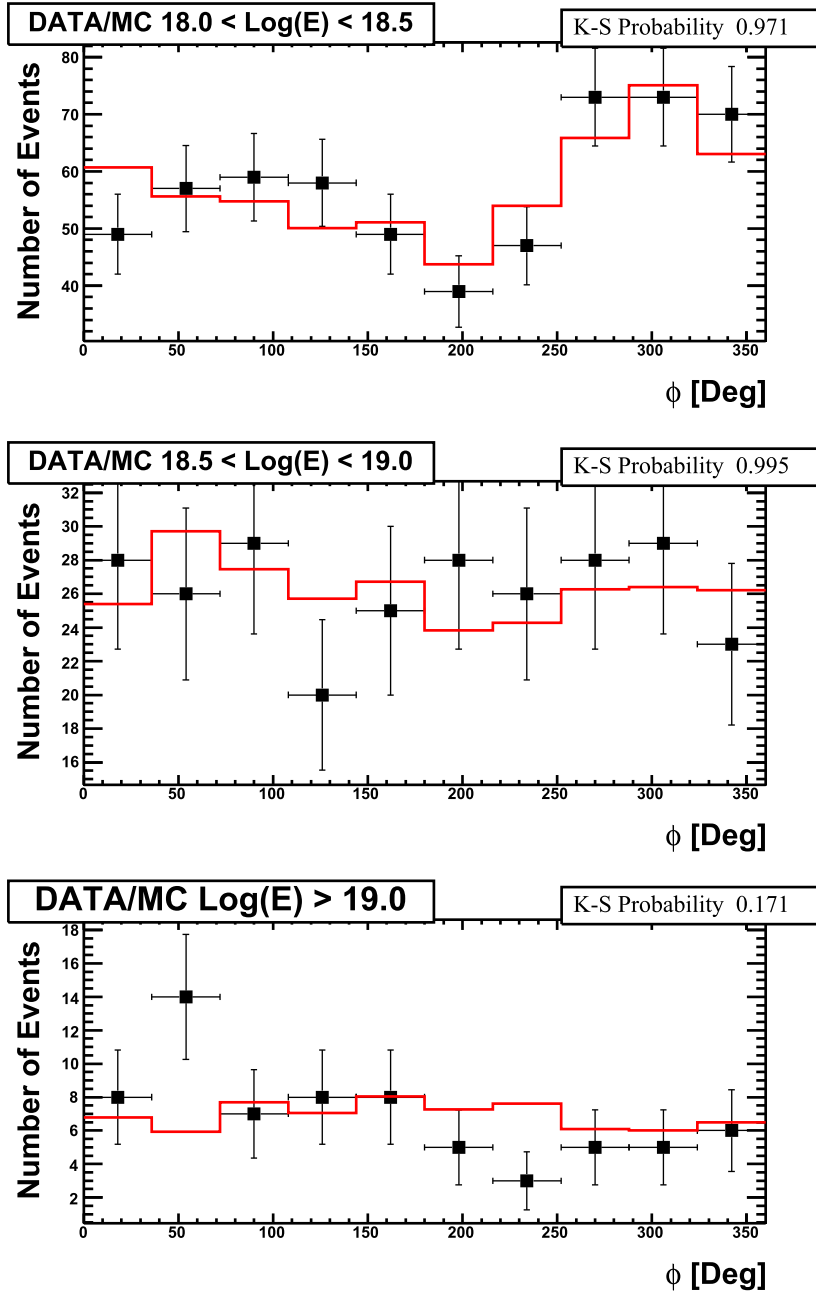 DATA/MC 18.0 < Log(E) < 18.5
K-S Probability 0.971
Number of Events
80
70
60
50
40
0 50 100 150 200 250 300 350
ϕ [Deg]
DATA/MC 18.5 < Log(E) < 19.0
K-S Probability 0.995
Number of Events
32
30
28
26
24
22
20
18
16
0 50 100 150 200 250 300 350
ϕ [Deg]
DATA/MC Log(E) > 19.0
K-S Probability 0.171
Number of Events
18
16
14
12
10
8
6
4
2
0 50 100 150 200 250 300 350
ϕ [Deg]